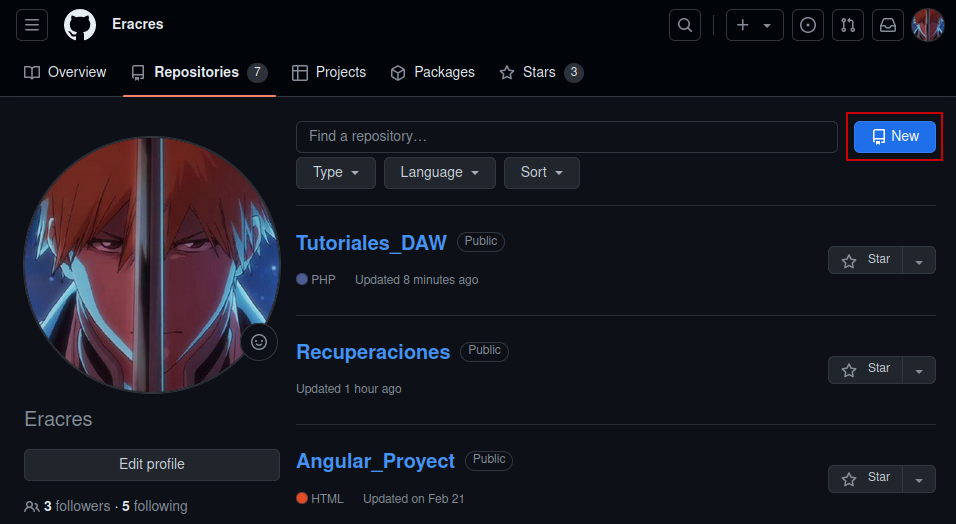 Eracres
Overview Repositories 7 Projects Packages Stars 3
Find a repository… New
Type Language Sort
Tutoriales_DAW Public
PHP Updated 8 minutes ago Star
Recuperaciones Public
Updated 1 hour ago Star
Eracres
Edit profile
3 followers · 5 following
Angular_Proyect Public
HTML Updated on Feb 21 Star